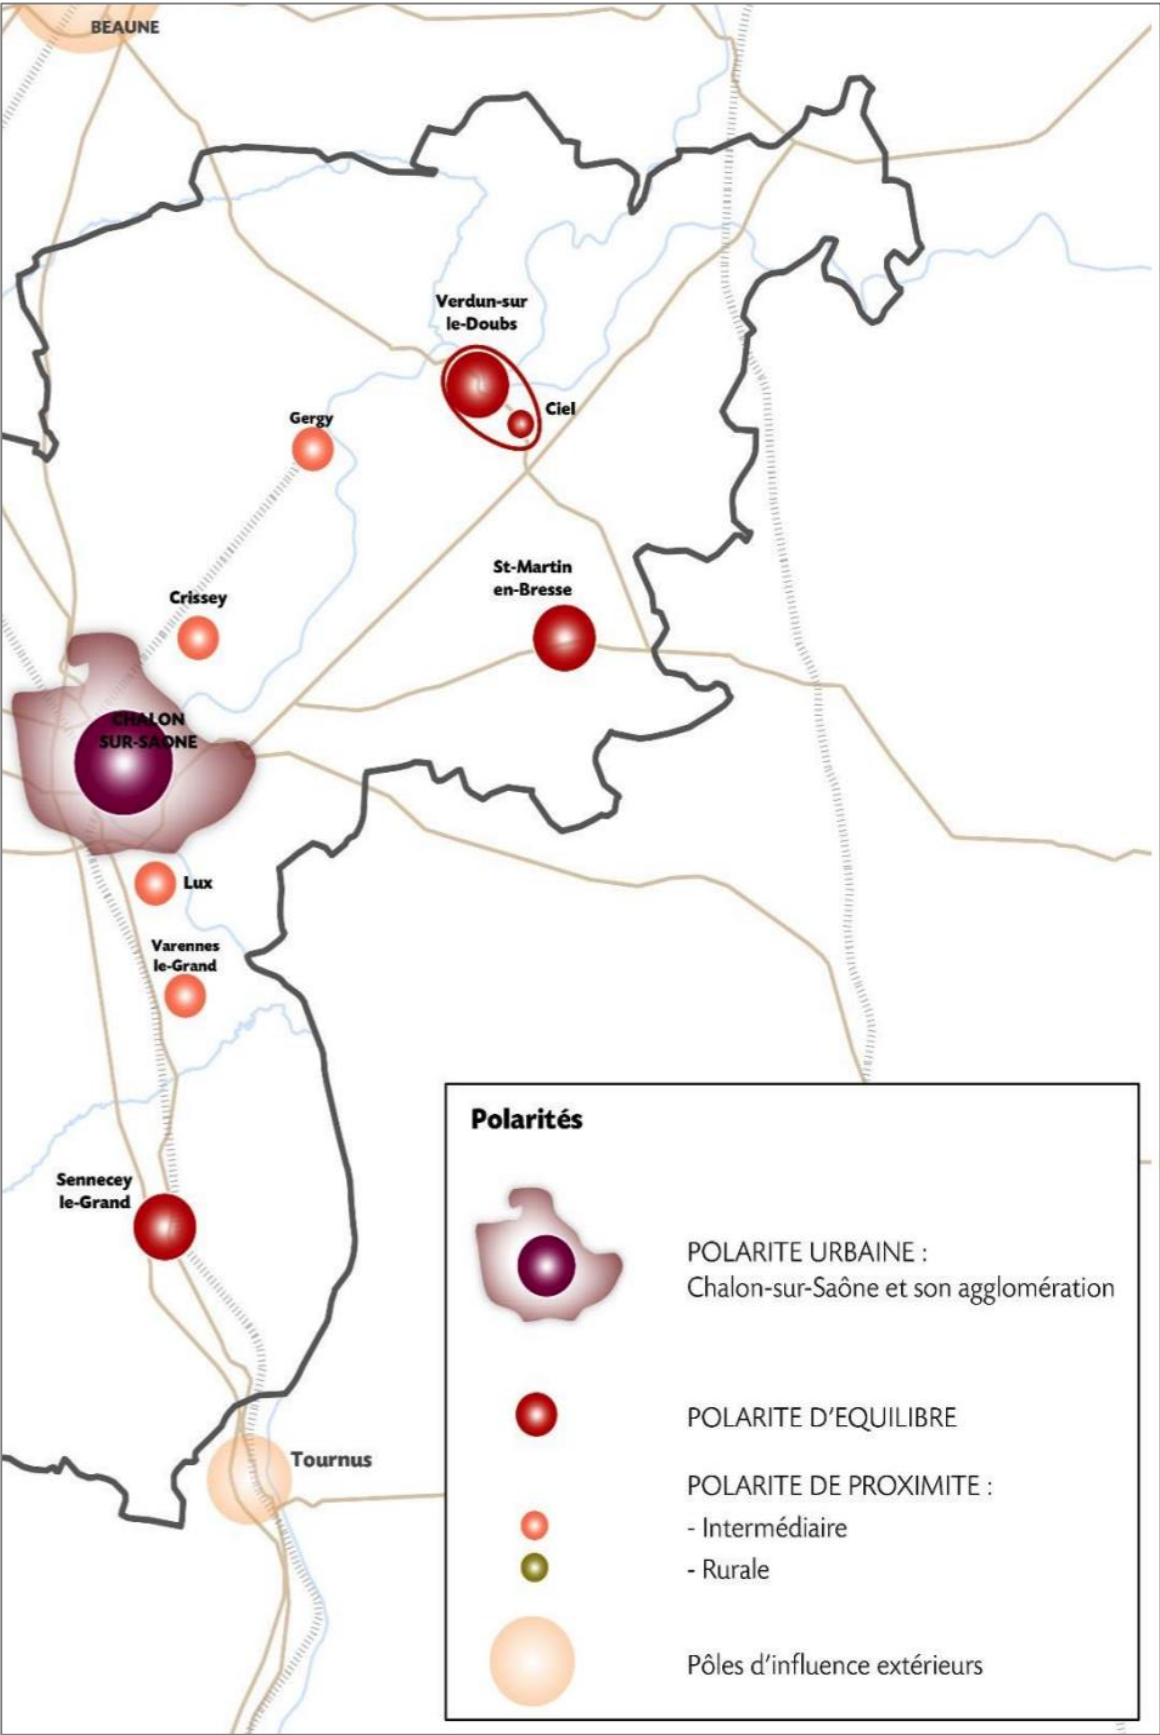 BEAUNE
Verdun-sur
le-Doubs
Ciel
Gergy
St-Martin
en-Bresse
Crissey
CHALON
SUR-SAONE
Lux
Varennes
le-Grand
Sennecey
le-Grand
Tournus
Polarités
POLARITE URBAINE :
Chalon-sur-Saône et son agglomération
POLARITE D'EQUILIBRE
POLARITE DE PROXIMITE :
- Intermédiaire
- Rurale
Pôles d'influence extérieurs